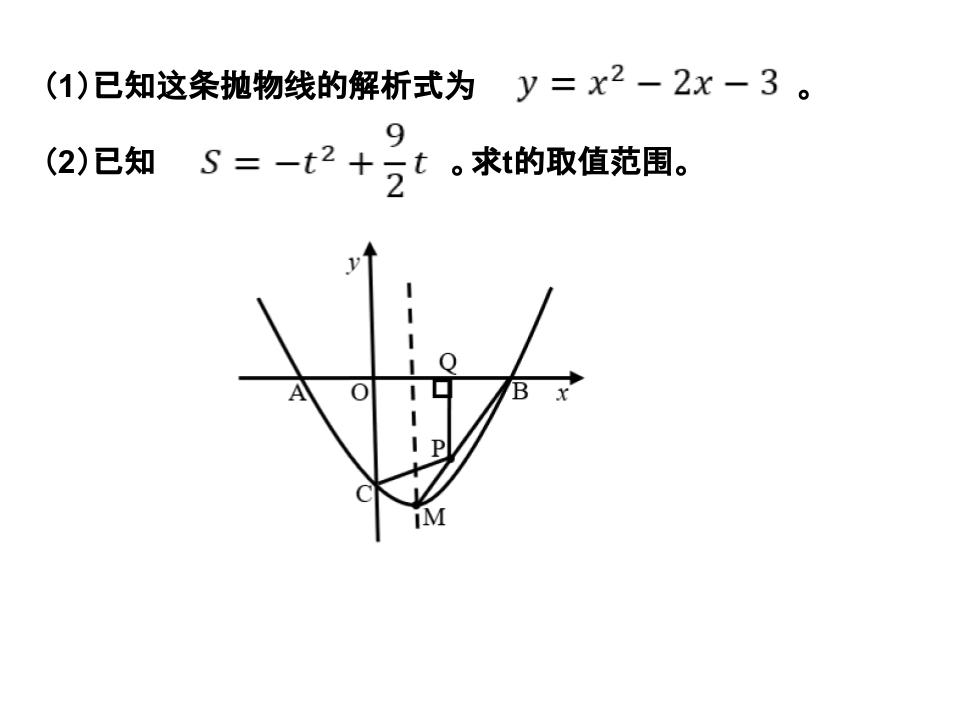 (1)已知这条抛物线的解析式为 y = x² − 2x − 3 。
(2)已知 S = −t² + 9/2 t 。求t的取值范围。
y
Q
A O B x
P
C
M